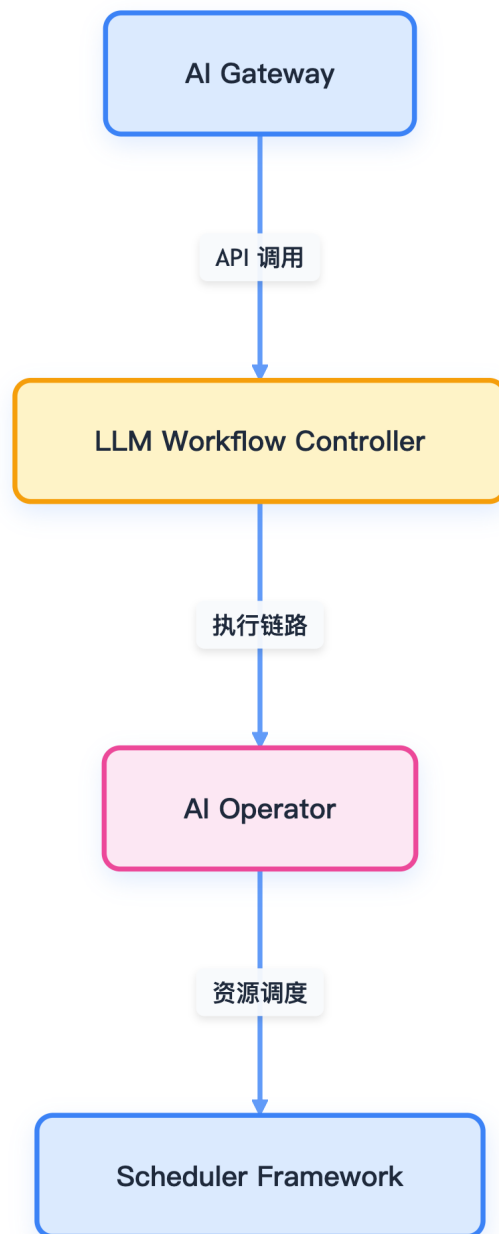 AI Gateway
API 调用
LLM Workflow Controller
执行链路
AI Operator
资源调度
Scheduler Framework